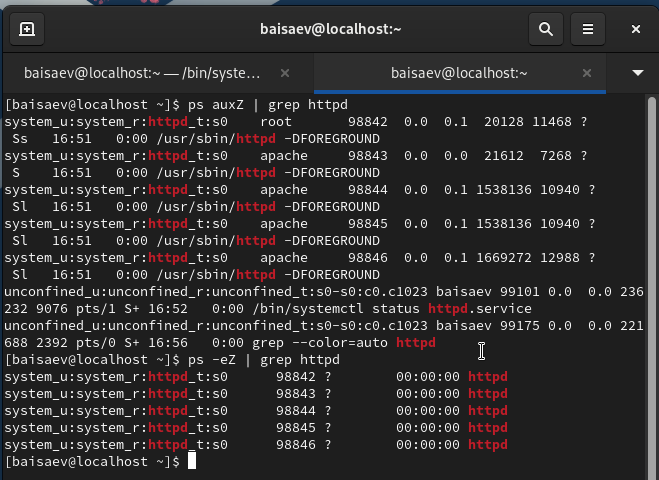 baisaev@localhost:~
baisaev@localhost:~ — /bin/syste...
baisaev@localhost:~
[baisaev@localhost ~]$ ps auxZ | grep httpd
system_u:system_r:httpd_t:s0    root       98842  0.0  0.1  20128 11468 ?
 Ss   16:51   0:00 /usr/sbin/httpd -DFOREGROUND
system_u:system_r:httpd_t:s0    apache     98843  0.0  0.0  21612  7268 ?
 S    16:51   0:00 /usr/sbin/httpd -DFOREGROUND
system_u:system_r:httpd_t:s0    apache     98844  0.0  0.1 1538136 10940 ?
 Sl   16:51   0:00 /usr/sbin/httpd -DFOREGROUND
system_u:system_r:httpd_t:s0    apache     98845  0.0  0.1 1538136 10940 ?
 Sl   16:51   0:00 /usr/sbin/httpd -DFOREGROUND
system_u:system_r:httpd_t:s0    apache     98846  0.0  0.1 1669272 12988 ?
 Sl   16:51   0:00 /usr/sbin/httpd -DFOREGROUND
unconfined_u:unconfined_r:unconfined_t:s0-s0:c0.c1023 baisaev 99101 0.0  0.0 236
232 9076 pts/1 S+ 16:52   0:00 /bin/systemctl status httpd.service
unconfined_u:unconfined_r:unconfined_t:s0-s0:c0.c1023 baisaev 99175 0.0  0.0 221
688 2392 pts/0 S+ 16:56   0:00 grep --color=auto httpd
[baisaev@localhost ~]$ ps -eZ | grep httpd
system_u:system_r:httpd_t:s0      98842 ?        00:00:00 httpd
system_u:system_r:httpd_t:s0      98843 ?        00:00:00 httpd
system_u:system_r:httpd_t:s0      98844 ?        00:00:00 httpd
system_u:system_r:httpd_t:s0      98845 ?        00:00:00 httpd
system_u:system_r:httpd_t:s0      98846 ?        00:00:00 httpd
[baisaev@localhost ~]$